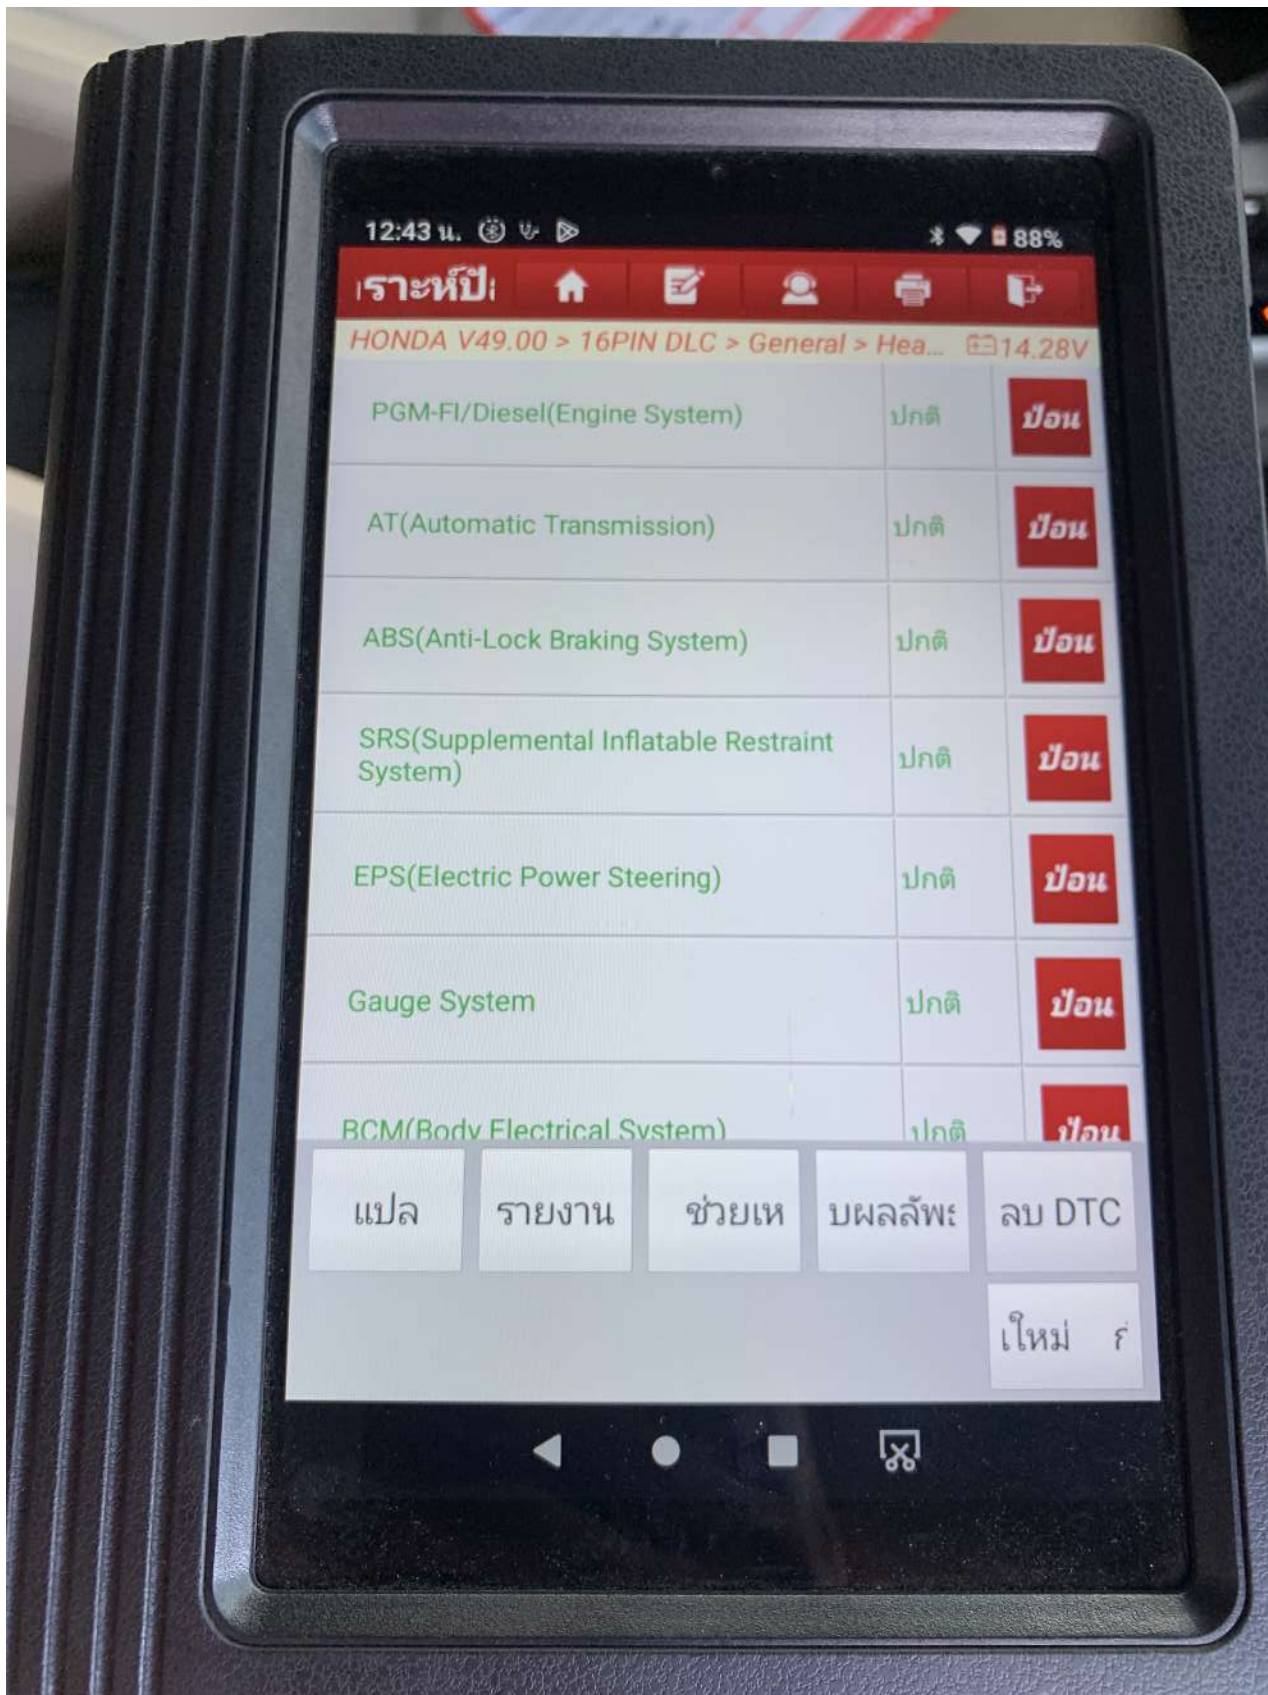 12:43 น. 88%
เราะห์ปั
HONDA V49.00 > 16PIN DLC > General > Hea... 14.28V
PGM-FI/Diesel(Engine System) ปกติ ป้อน
AT(Automatic Transmission) ปกติ ป้อน
ABS(Anti-Lock Braking System) ปกติ ป้อน
SRS(Supplemental Inflatable Restraint
System) ปกติ ป้อน
EPS(Electric Power Steering) ปกติ ป้อน
Gauge System ปกติ ป้อน
BCM(Body Electrical System) ปกติ ป้อน
แปล รายงาน ช่วยเห บผลลัพธ ลบ DTC
เใหม่ ก่